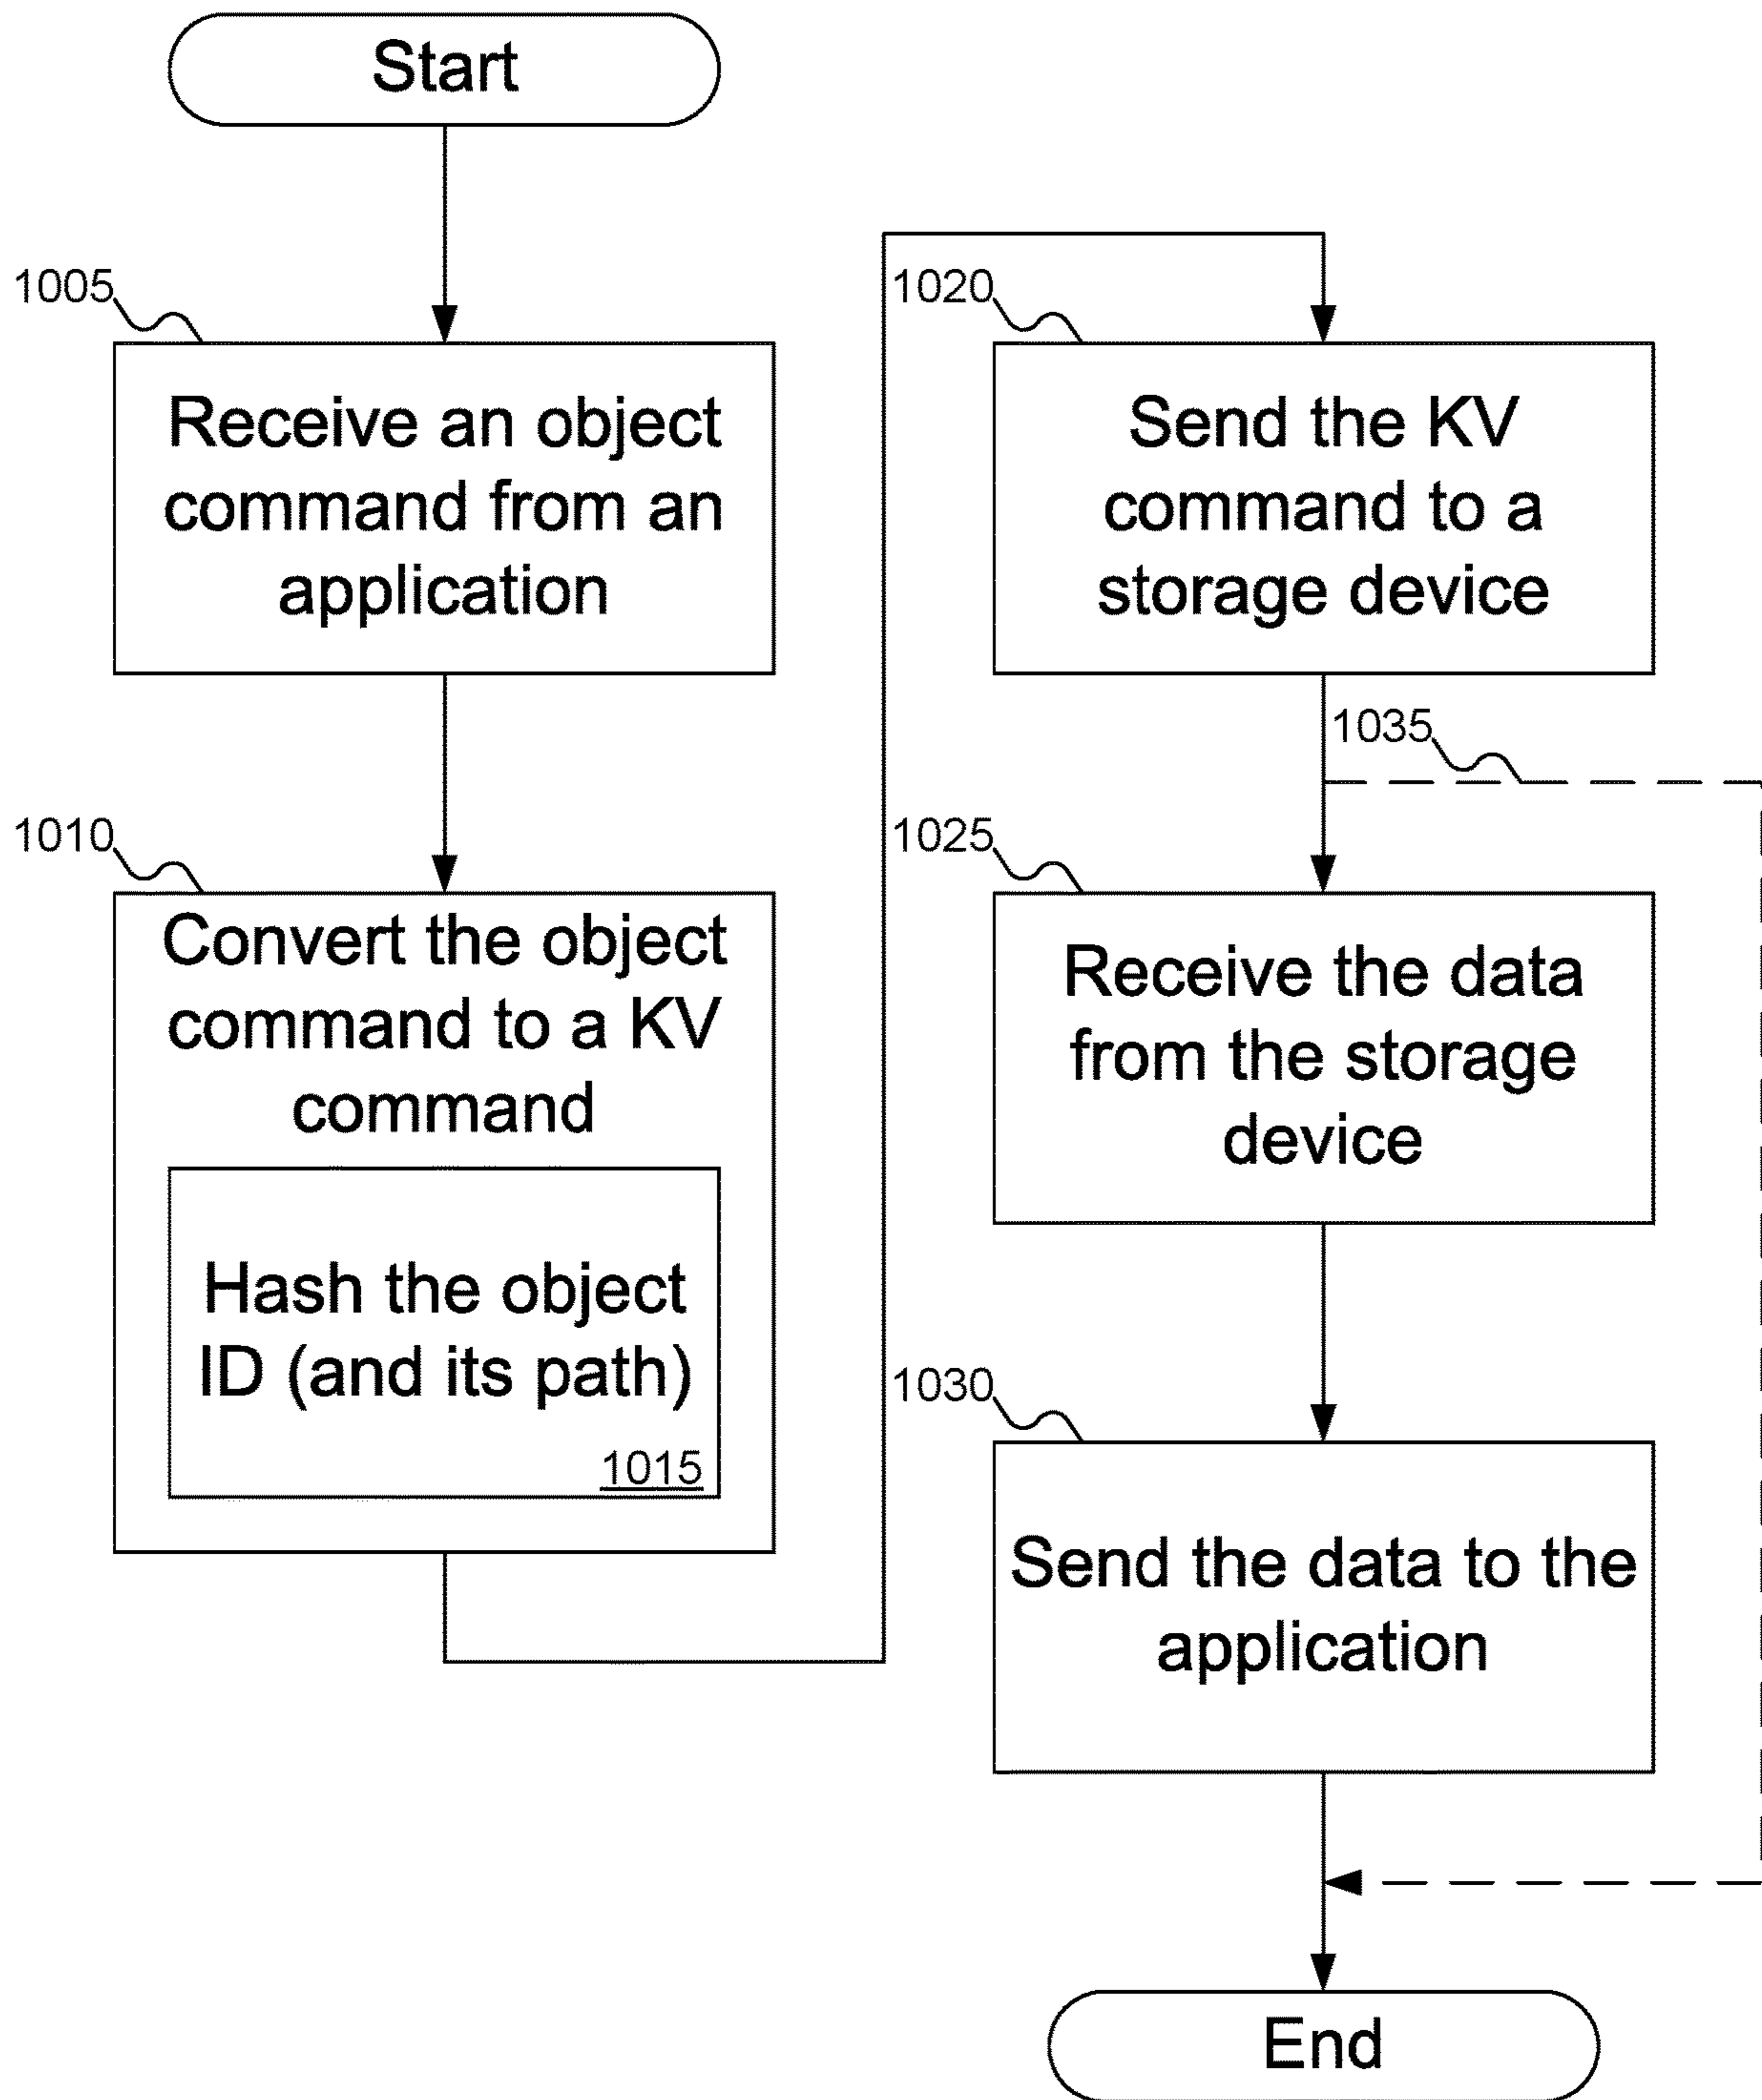 Start
1005
Receive an object
command from an
application
1010
Convert the object
command to a KV
command
Hash the object
ID (and its path)
1015
1020
Send the KV
command to a
storage device
1035
1025
Receive the data
from the storage
device
1030
Send the data to the
application
End